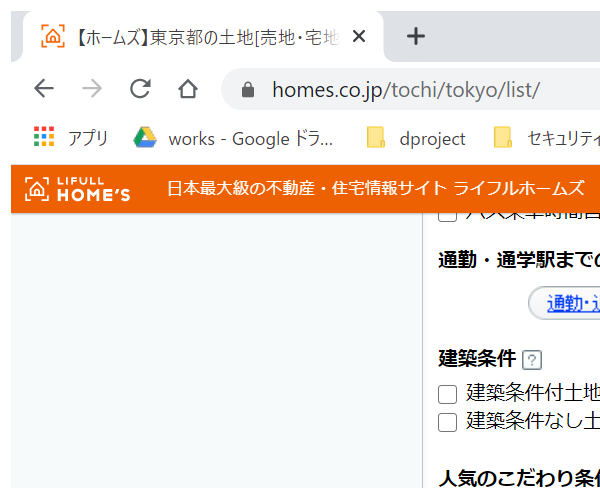 【ホームズ】東京都の土地[売地・宅地
homes.co.jp/tochi/tokyo/list/
アプリ works - Google ドラ... dproject セキュリティ
LIFULL HOME'S 日本最大級の不動産・住宅情報サイト ライフルホームズ
通勤・通学駅までの
通勤・通
建築条件 ?
建築条件付土地
建築条件なし土
人気のこだわり条件